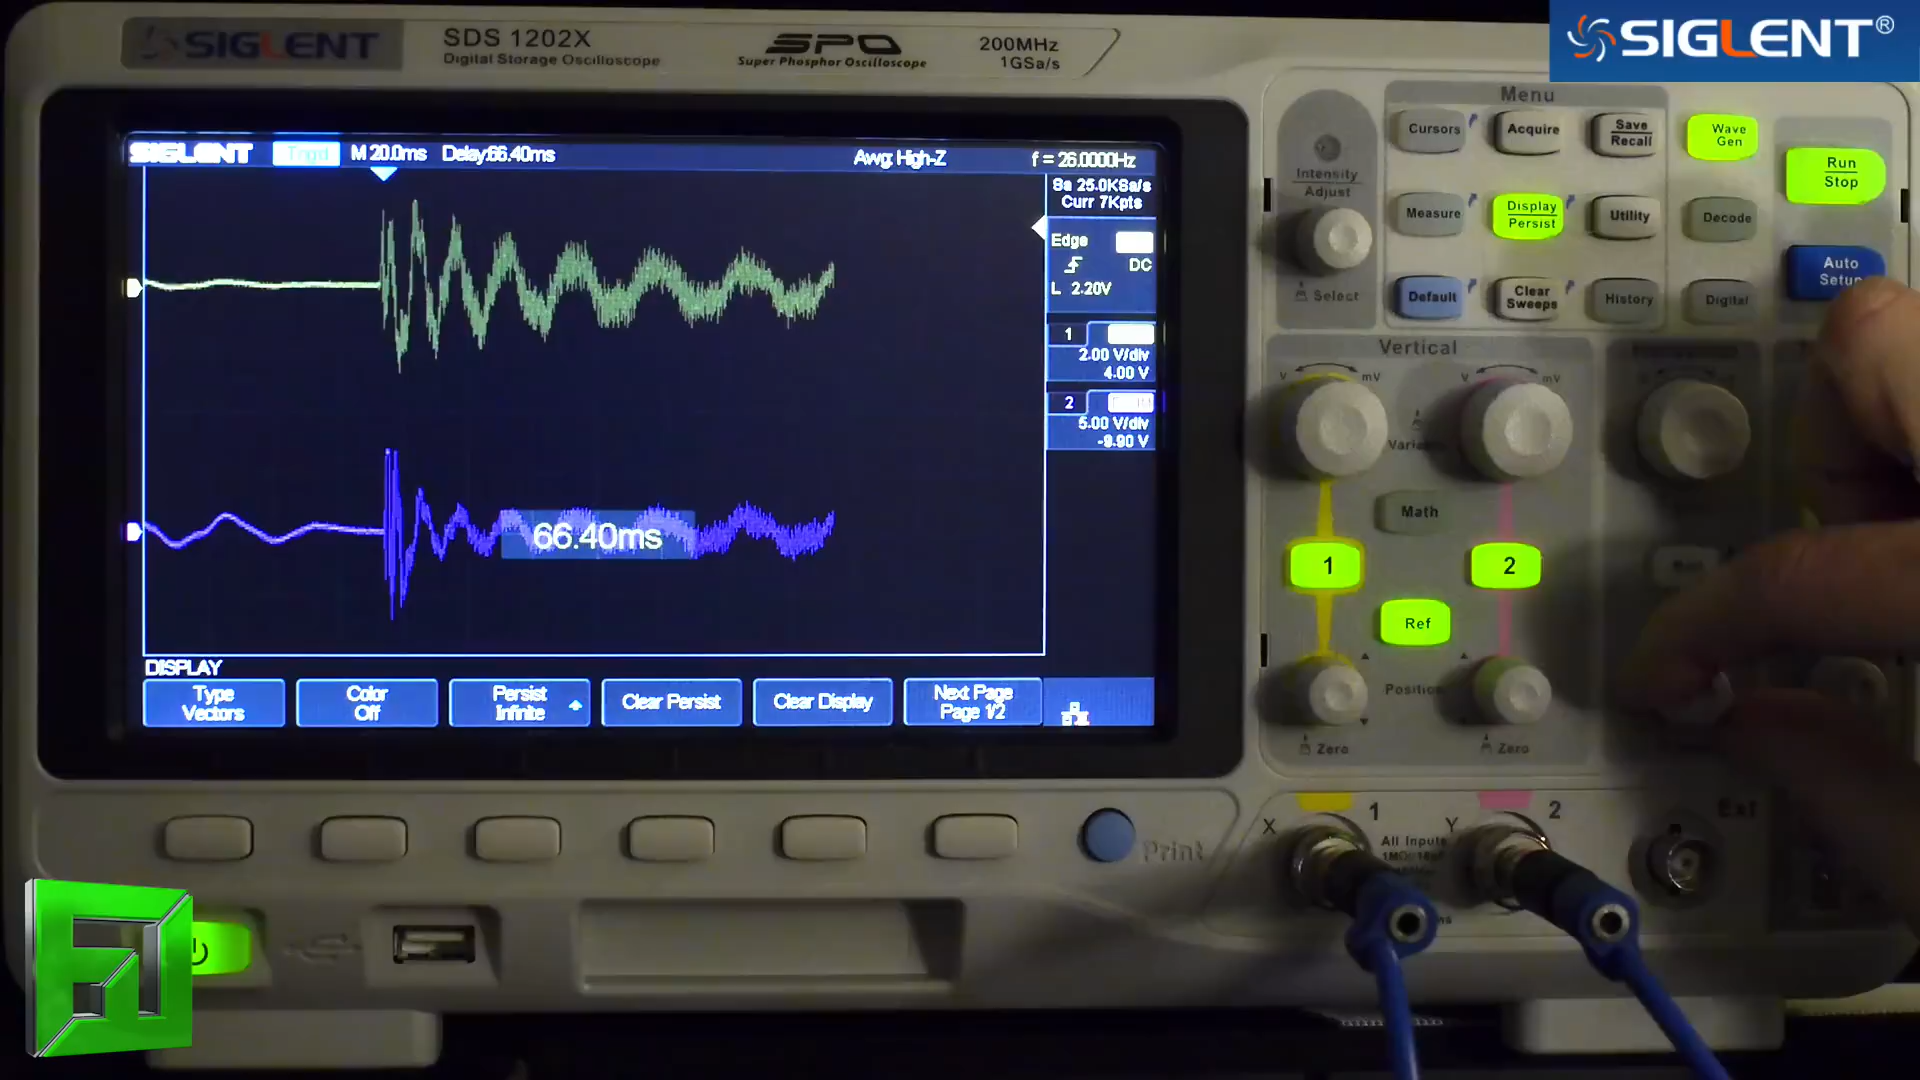 SIGLENT
SDS 1202X
Digital Storage Oscilloscope
SPO
Super Phosphor Oscilloscope
200MHz
1GSa/s
SIGLENT®
SIGLENT
Trig'd
M 20.0ms
Delay:66.40ms
Awg: High-Z
f = 26.0000Hz
Sa 25.0KSa/s
Curr 7Kpts
Edge
DC
L 2.20V
1
2.00 V/div
4.00 V
2
5.00 V/div
-9.90 V
66.40ms
DISPLAY
Type
Vectors
Color
Off
Persist
Infinite
Clear Persist
Clear Display
Next Page
Page 1/2
Print
Intensity
Adjust
Select
Menu
Cursors
Acquire
Save
Recall
Wave
Gen
Run
Stop
Measure
Display
Persist
Utility
Decode
Auto
Setup
Default
Clear
Sweeps
History
Digital
Vertical
V
mV
V
mV
Math
1
2
Ref
Position
Zero
Zero
X
1
Y
2
Ext
All Inputs